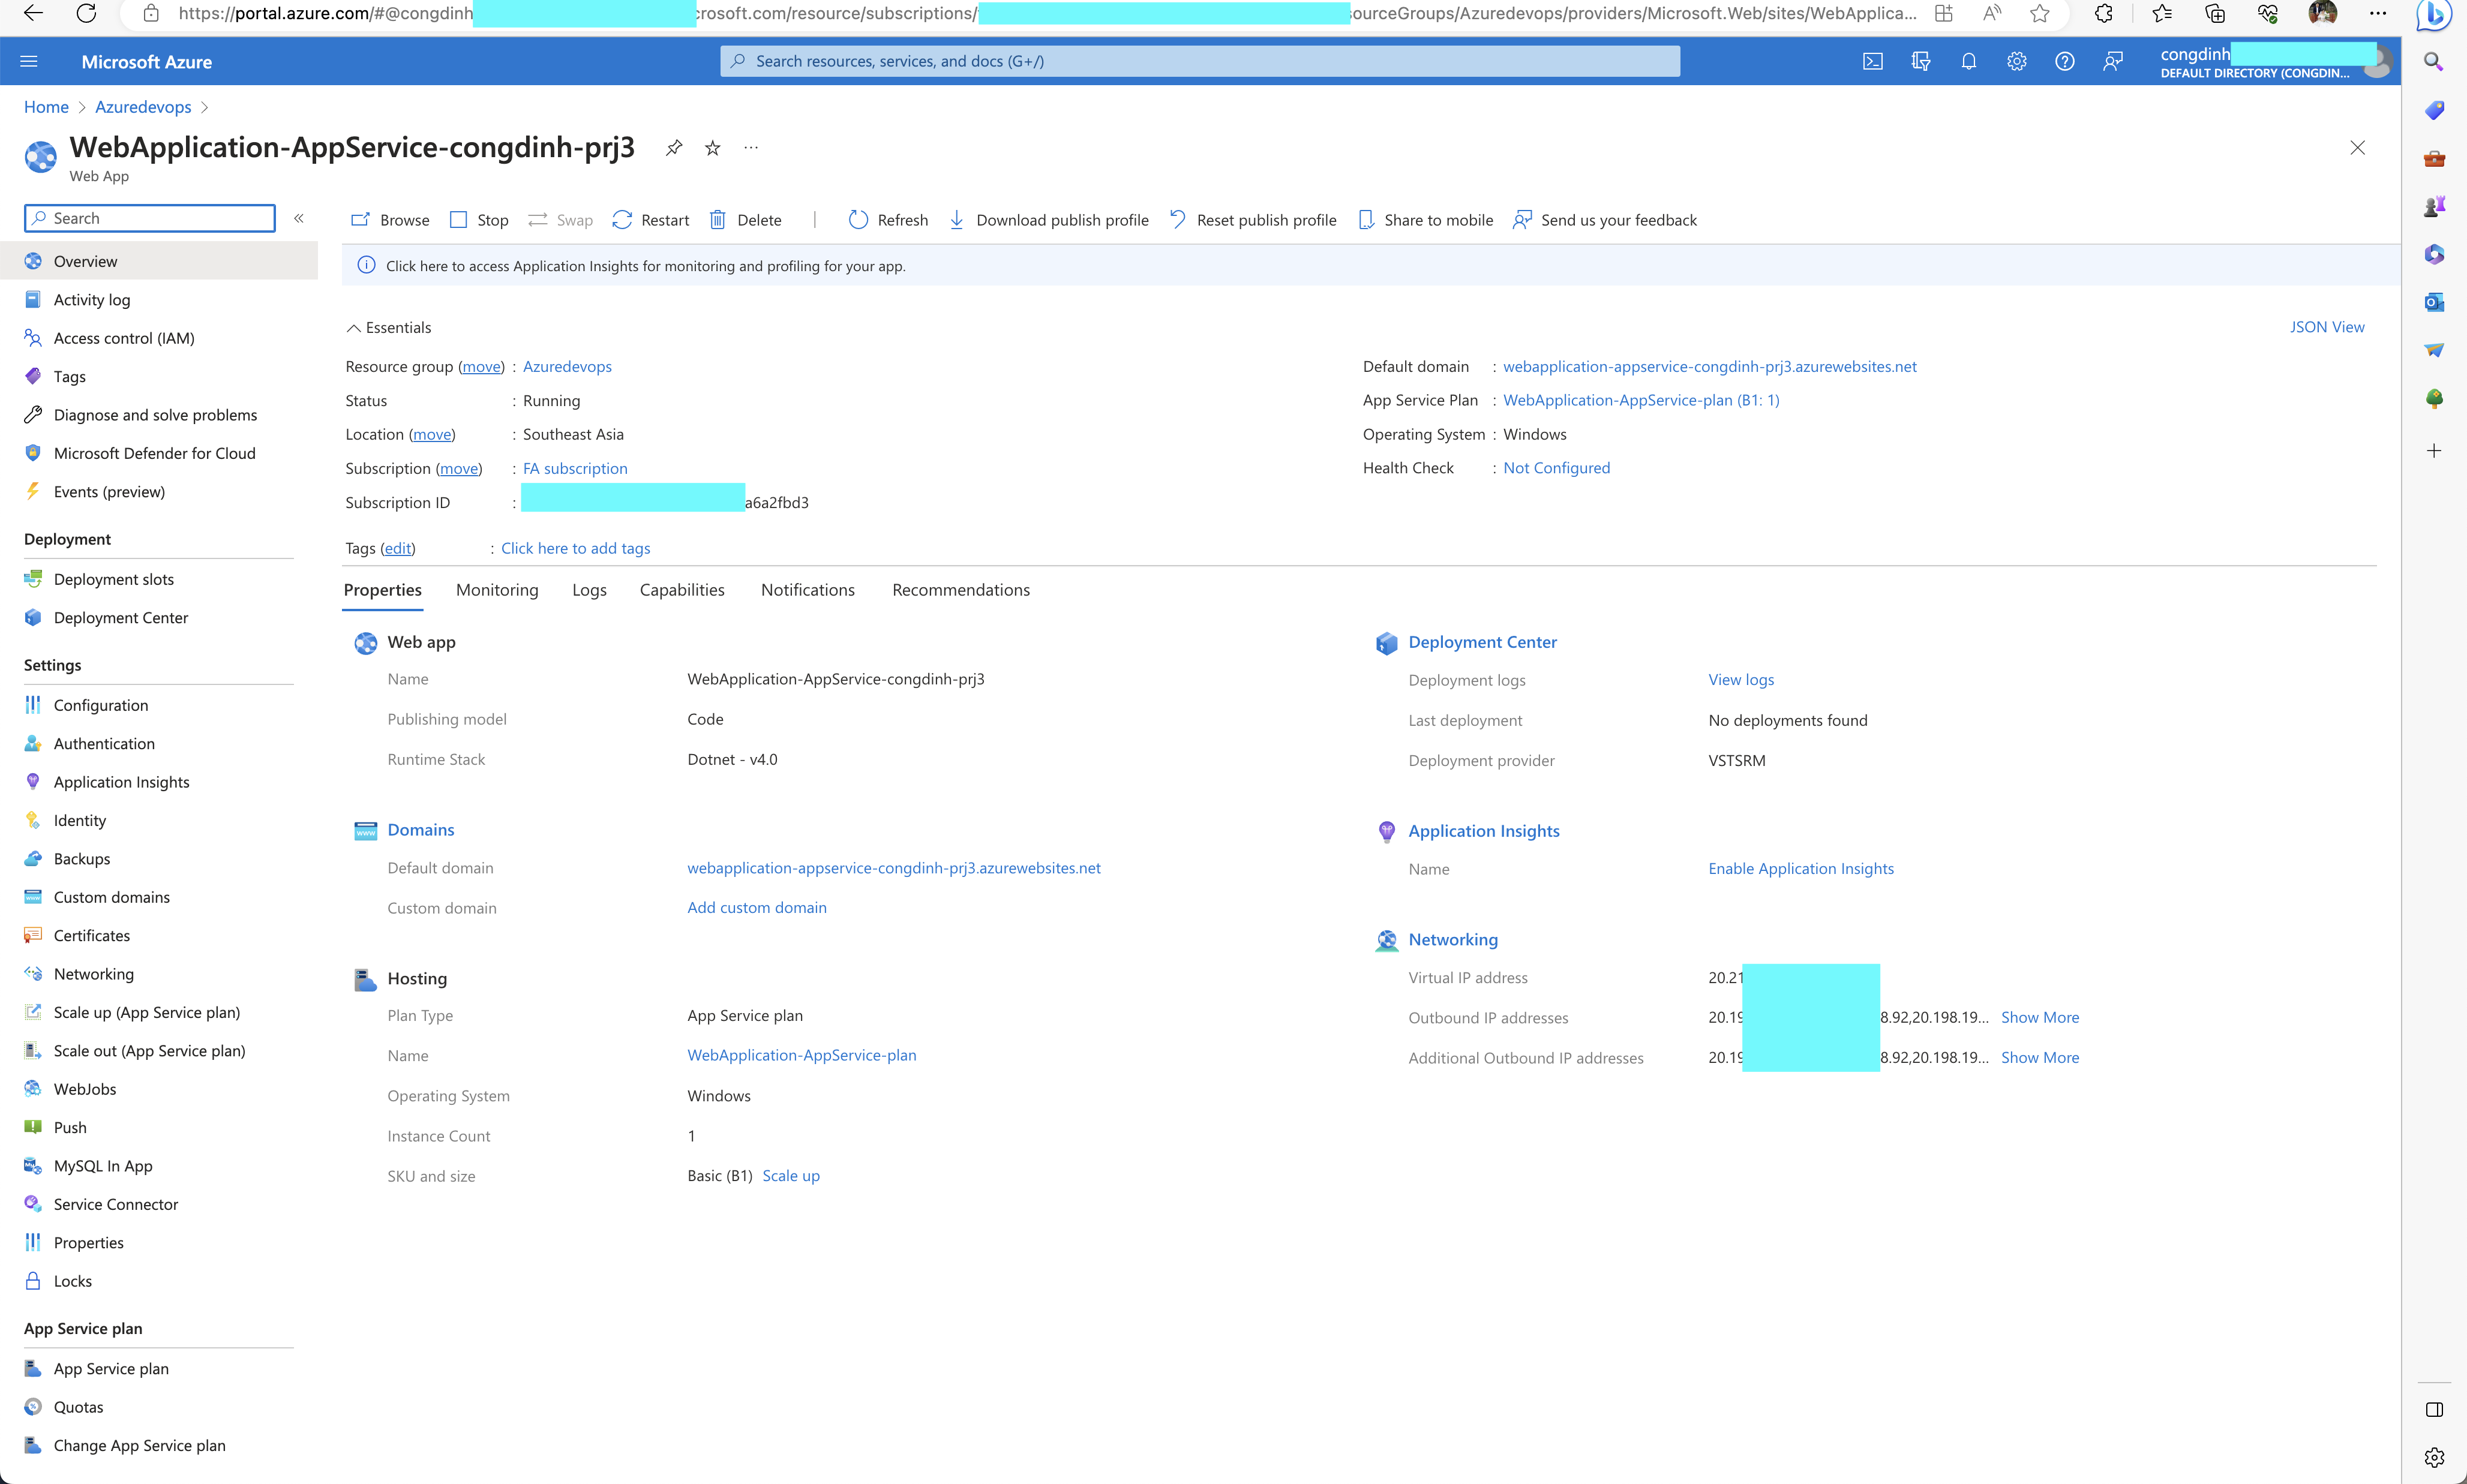 https://portal.azure.com/#@congdinh crosoft.com/resource/subscriptions/ sourceGroups/Azuredevops/providers/Microsoft.Web/sites/WebApplica...
Microsoft Azure
Search resources, services, and docs (G+/)
congdinh
DEFAULT DIRECTORY (CONGDIN...
Home > Azuredevops >
WebApplication-AppService-congdinh-prj3
Web App
Search
Browse Stop Swap Restart Delete Refresh Download publish profile Reset publish profile Share to mobile Send us your feedback
Click here to access Application Insights for monitoring and profiling for your app.
Overview
Activity log
Access control (IAM)
Tags
Diagnose and solve problems
Microsoft Defender for Cloud
Events (preview)
Deployment
Deployment slots
Deployment Center
Settings
Configuration
Authentication
Application Insights
Identity
Backups
Custom domains
Certificates
Networking
Scale up (App Service plan)
Scale out (App Service plan)
WebJobs
Push
MySQL In App
Service Connector
Properties
Locks
App Service plan
App Service plan
Quotas
Change App Service plan
Essentials
JSON View
Resource group (move) : Azuredevops
Status : Running
Location (move) : Southeast Asia
Subscription (move) : FA subscription
Subscription ID : a6a2fbd3
Default domain : webapplication-appservice-congdinh-prj3.azurewebsites.net
App Service Plan : WebApplication-AppService-plan (B1: 1)
Operating System : Windows
Health Check : Not Configured
Tags (edit) : Click here to add tags
Properties Monitoring Logs Capabilities Notifications Recommendations
Web app
Name WebApplication-AppService-congdinh-prj3
Publishing model Code
Runtime Stack Dotnet - v4.0
Domains
Default domain webapplication-appservice-congdinh-prj3.azurewebsites.net
Custom domain Add custom domain
Hosting
Plan Type App Service plan
Name WebApplication-AppService-plan
Operating System Windows
Instance Count 1
SKU and size Basic (B1) Scale up
Deployment Center
Deployment logs View logs
Last deployment No deployments found
Deployment provider VSTSRM
Application Insights
Name Enable Application Insights
Networking
Virtual IP address 20.21
Outbound IP addresses 20.19 8.92,20.198.19... Show More
Additional Outbound IP addresses 20.19 8.92,20.198.19... Show More